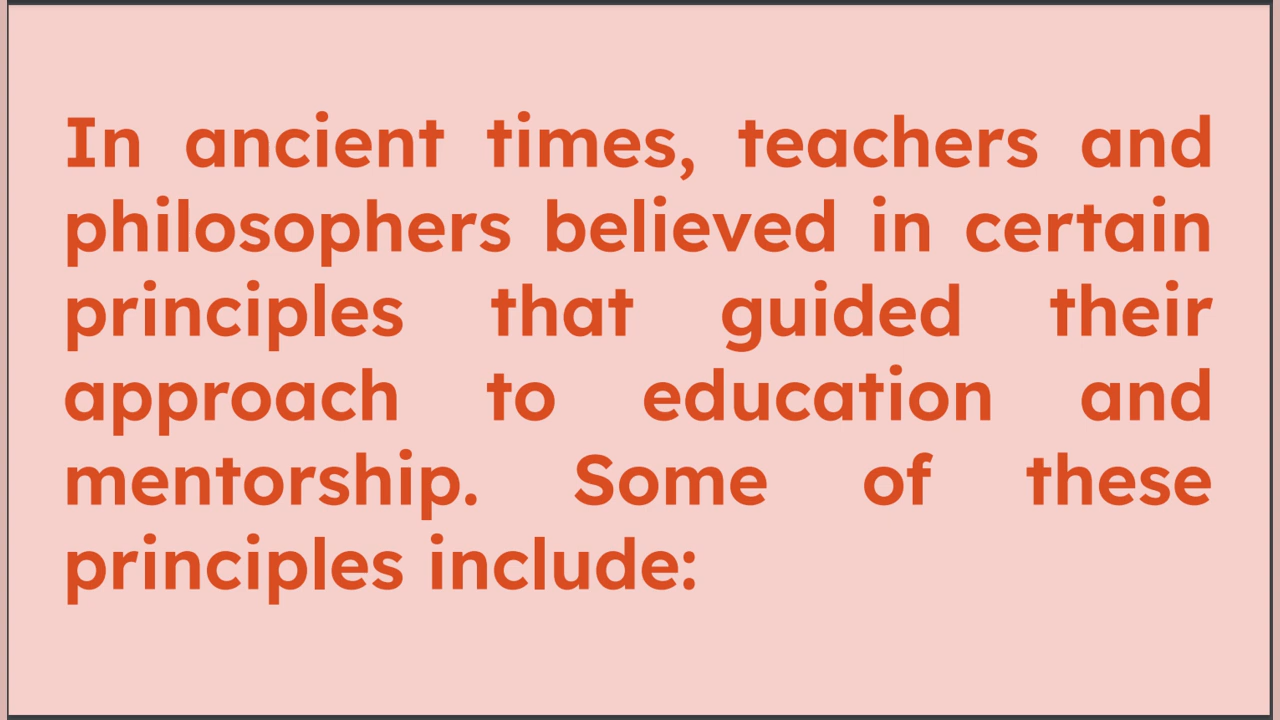 In ancient times, teachers and
philosophers believed in certain
principles that guided their
approach to education and
mentorship. Some of these
principles include: